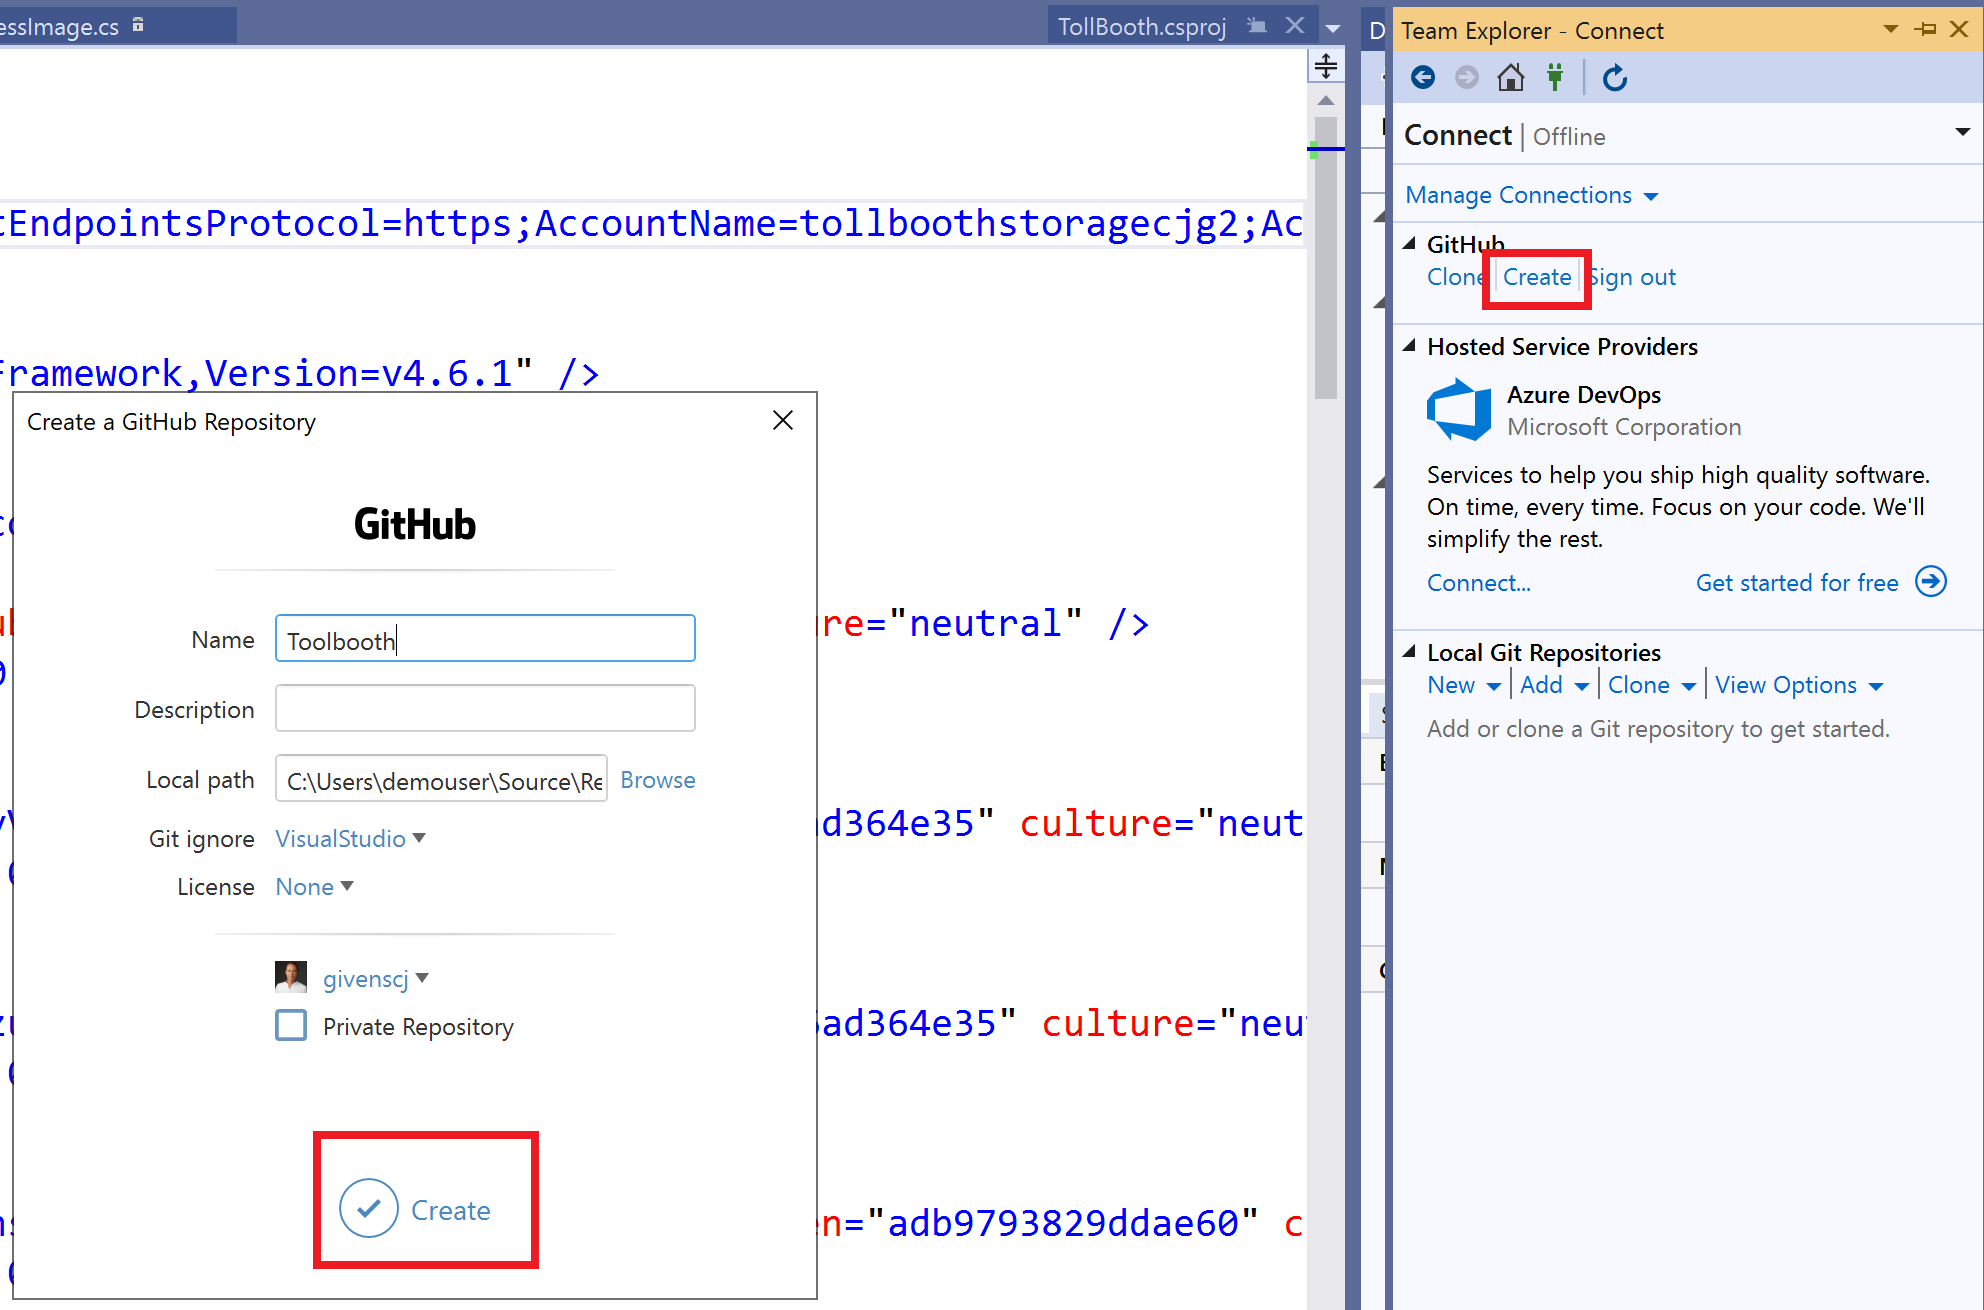 essImage.cs
TollBooth.csproj
tEndpointsProtocol=https;AccountName=tollboothstoragecjg2;Ac
Framework,Version=v4.6.1" />
re="neutral" />
d364e35" culture="neut
ad364e35" culture="neu
en="adb9793829ddae60" c
Create a GitHub Repository
GitHub
Name Toolbooth
Description
Local path C:\Users\demouser\Source\Re Browse
Git ignore VisualStudio
License None
givenscj
Private Repository
Create
Team Explorer - Connect
Connect | Offline
Manage Connections
GitHub
Clone Create Sign out
Hosted Service Providers
Azure DevOps
Microsoft Corporation
Services to help you ship high quality software.
On time, every time. Focus on your code. We'll
simplify the rest.
Connect... Get started for free
Local Git Repositories
New | Add | Clone | View Options
Add or clone a Git repository to get started.